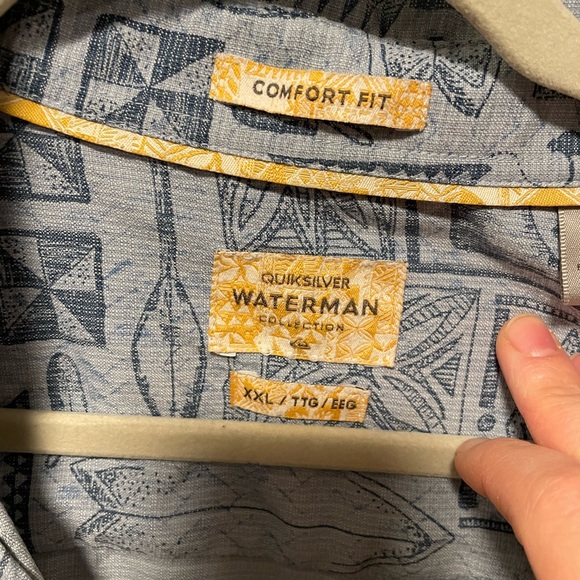 COMFORT FIT
QUIKSILVER
WATERMAN
COLLECTION
XXL / TTG / EEG